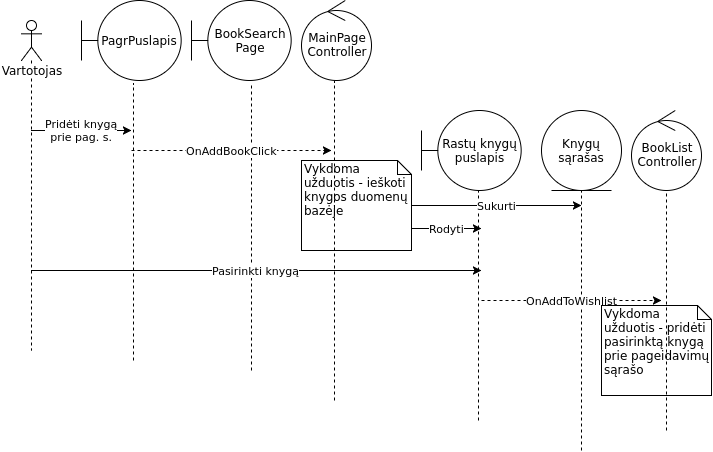 Vartotojas
PagrPuslapis
BookSearch
Page
MainPage
Controller
Pridėti knygą
prie pag. s.
OnAddBookClick
Vykdoma
užduotis - ieškoti
knygos duomenų
bazėje
Rastų knygų
puslapis
Knygų
sąrašas
BookList
Controller
Sukurti
Rodyti
Pasirinkti knygą
OnAddToWishlist
Vykdoma
užduotis - pridėti
pasirinktą knygą
prie pageidavimų
sąrašo